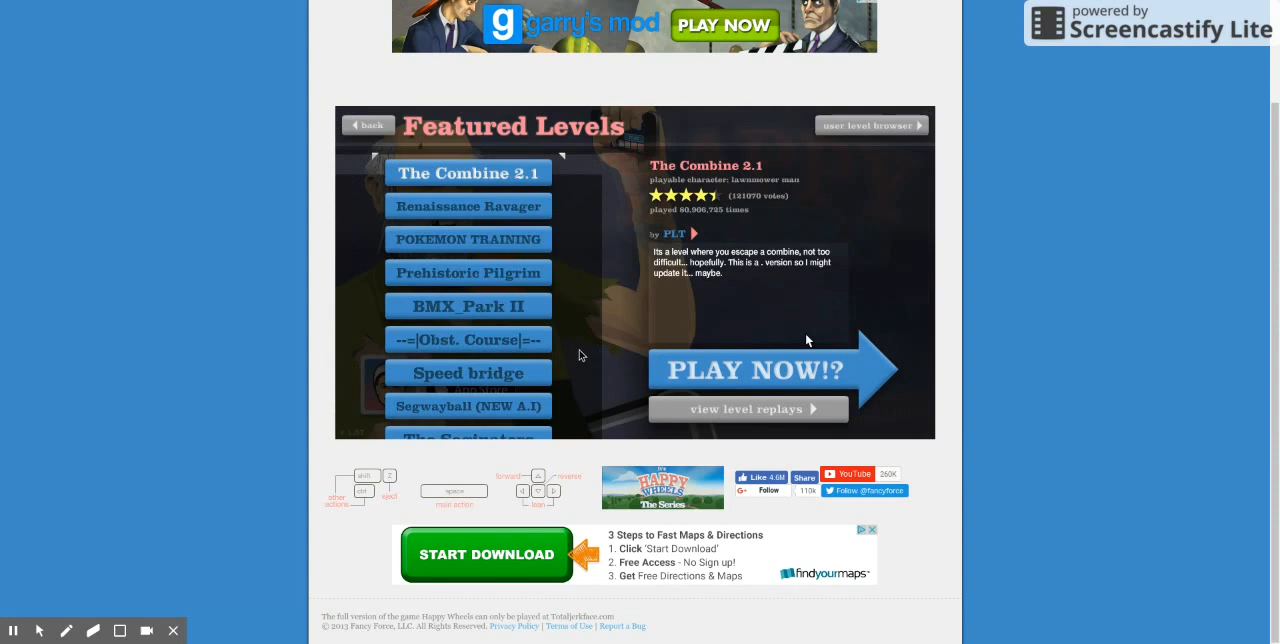 garry's mod
PLAY NOW
powered by
Screencastify Lite
back
Featured Levels
user level browser
The Combine 2.1
Renaissance Ravager
POKEMON TRAINING
Prehistoric Pilgrim
BMX_Park II
--=|Obst. Course|=--
Speed bridge
Segwayball (NEW A.I)
The Combine 2.1
playable character: lawnmower man
(121070 votes)
played 80,906,725 times
by PLT
Its a level where you escape a combine, not too
difficult... hopefully. This is a . version so I might
update it... maybe.
PLAY NOW!?
view level replays
App Store
v 1.87
shift
Z
ctrl
other
actions
eject
space
main action
forward
reverse
lean
It's
HAPPY
WHEELS
The Series
Like 4.6M
Share
YouTube
260K
G+ Follow
110k
Follow @fancyforce
START DOWNLOAD
3 Steps to Fast Maps & Directions
1. Click 'Start Download'
2. Free Access - No Sign up!
3. Get Free Directions & Maps
findyourmaps™
The full version of the game Happy Wheels can only be played at Totaljerkface.com
© 2013 Fancy Force, LLC. All Rights Reserved. Privacy Policy | Terms of Use | Report a Bug